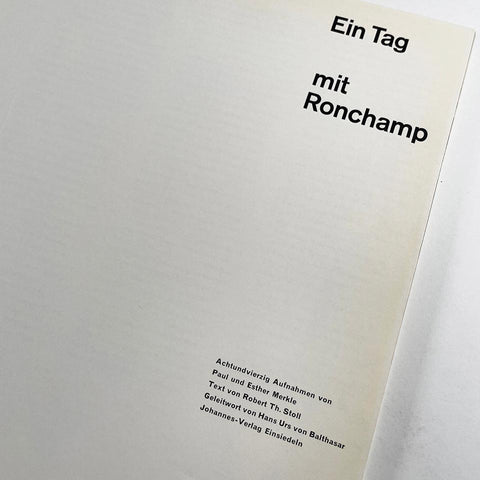 Ein Tag
mit
Ronchamp
Achtundvierzig Aufnahmen von
Paul und Esther Merkle
Text von Robert Th. Stoll
Geleitwort von Hans Urs von Balthasar
Johannes-Verlag Einsiedeln